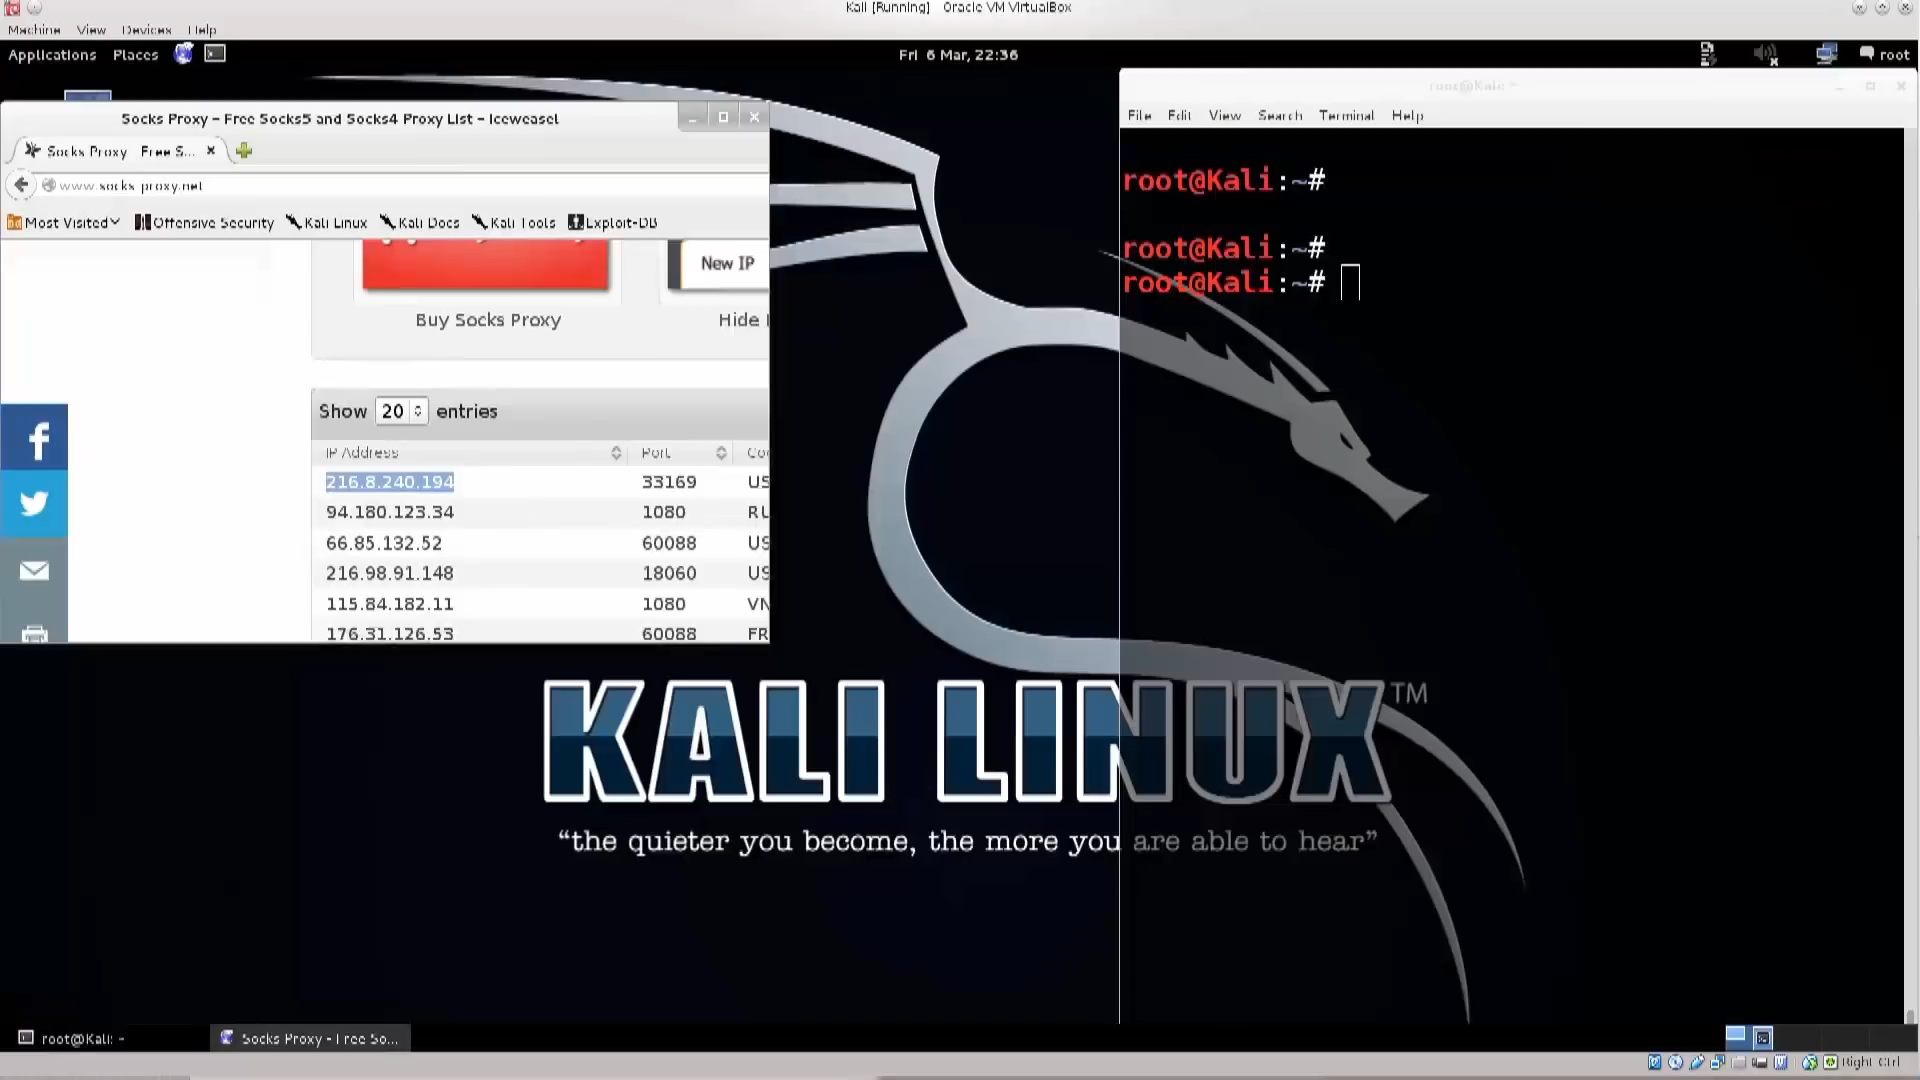 Kali [Running] Oracle VM VirtualBox
Machine View Devices Help
Applications Places
Fri 6 Mar, 22:36
root
root@Kali: ~
File Edit View Search Terminal Help
root@Kali:~#
root@Kali:~#
root@Kali:~#
Socks Proxy – Free Socks5 and Socks4 Proxy List – Iceweasel
Socks Proxy Free S...
www.socks proxy.net
Most Visited Offensive Security Kali Linux Kali Docs Kali Tools Exploit-DB
New IP
Buy Socks Proxy
Hide
Show 20 entries
IP Address Port
216.8.240.194 33169 US
94.180.123.34 1080 RU
66.85.132.52 60088 US
216.98.91.148 18060 US
115.84.182.11 1080 VN
176.31.126.53 60088 FR
KALI LINUX TM
“the quieter you become, the more you are able to hear”
root@Kali: ~
Socks Proxy - Free So...
Right Ctrl